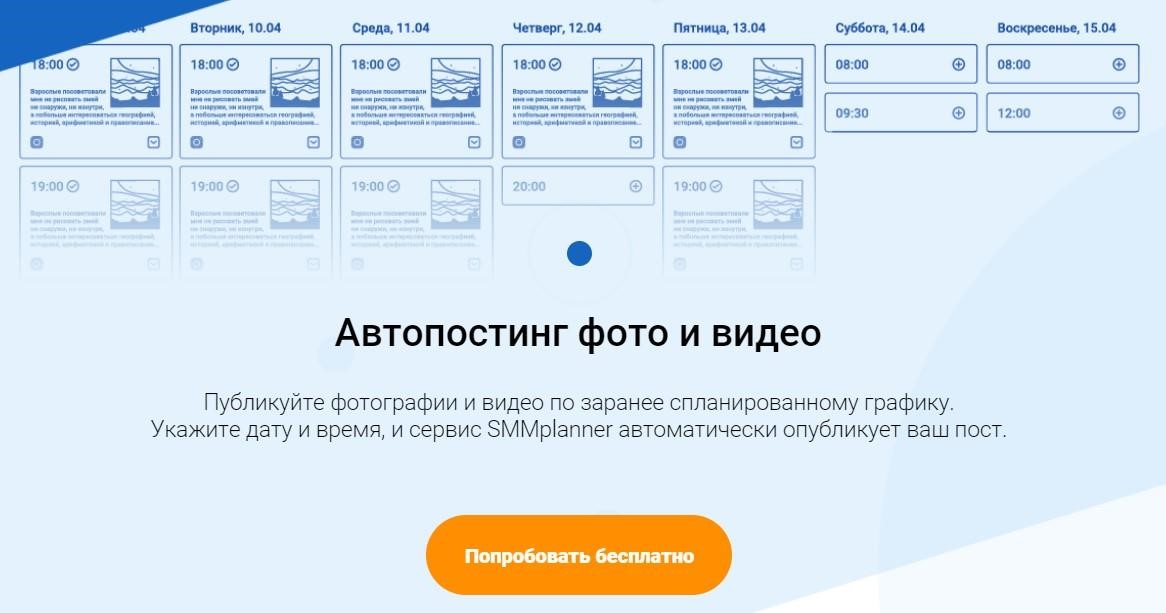 .04 Вторник, 10.04 Среда, 11.04 Четверг, 12.04 Пятница, 13.04 Суббота, 14.04 Воскресенье, 15.04
18:00 18:00 18:00 18:00 18:00 08:00 08:00
Взрослые посоветовали Взрослые посоветовали Взрослые посоветовали Взрослые посоветовали Взрослые посоветовали
мне не рисовать змей мне не рисовать змей мне не рисовать змей мне не рисовать змей мне не рисовать змей
ни снаружи, ни изнутри, ни снаружи, ни изнутри, ни снаружи, ни изнутри, ни снаружи, ни изнутри, ни снаружи, ни изнутри,
09:30 12:00
а побольше интересоваться географией, а побольше интересоваться географией, а побольше интересоваться географией, а побольше интересоваться географией, а побольше интересоваться географией,
историей, арифметикой и правописание... историей, арифметикой и правописание... историей, арифметикой и правописание... историей, арифметикой и правописание... историей, арифметикой и правописание...
19:00 19:00 19:00 20:00 19:00
Взрослые посоветовали Взрослые посоветовали Взрослые посоветовали Взрослые посоветовали
мне не рисовать змей мне не рисовать змей мне не рисовать змей мне не рисовать змей
ни снаружи, ни изнутри, ни снаружи, ни изнутри, ни снаружи, ни изнутри, ни снаружи, ни изнутри,
а побольше интересоваться географией, а побольше интересоваться географией, а побольше интересоваться географией, а побольше интересоваться географией,
историей, арифметикой и правописание... историей, арифметикой и правописание... историей, арифметикой и правописание... историей, арифметикой и правописание...
Автопостинг фото и видео
Публикуйте фотографии и видео по заранее спланированному графику.
Укажите дату и время, и сервис SMMplanner автоматически опубликует ваш пост.
Попробовать бесплатно